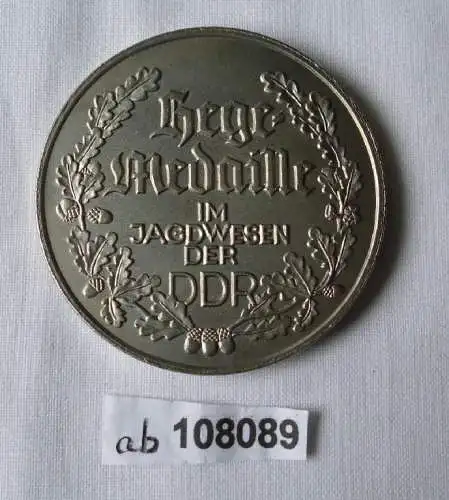 Hege-
Medaille
IM
JAGDWESEN
DER
DDR
ab 108089